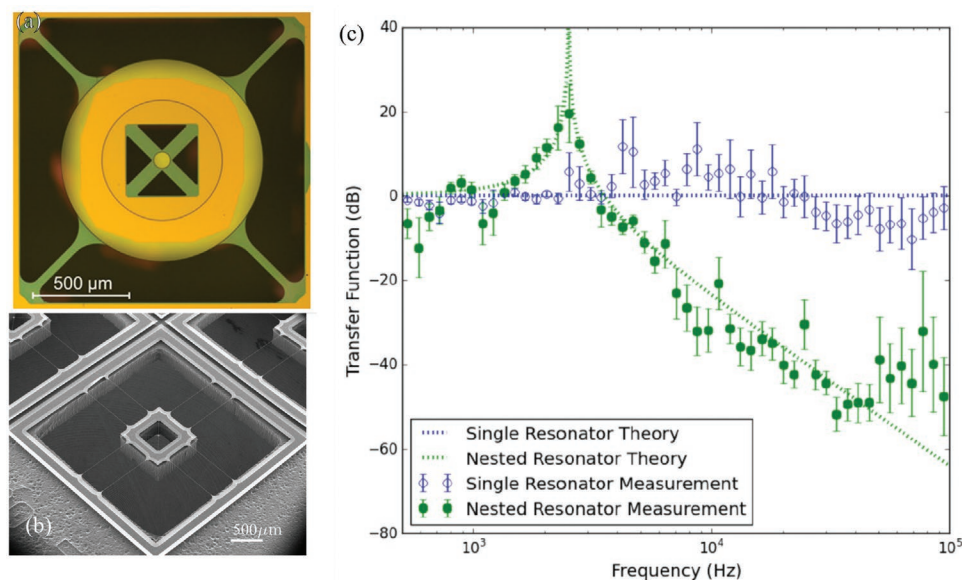 (a)
500 µm
(b)
500µm
(c)
Transfer Function (dB)
40
20
0
−20
−40
−60
−80
Single Resonator Theory
Nested Resonator Theory
Single Resonator Measurement
Nested Resonator Measurement
10³
10⁴
10⁵
Frequency (Hz)